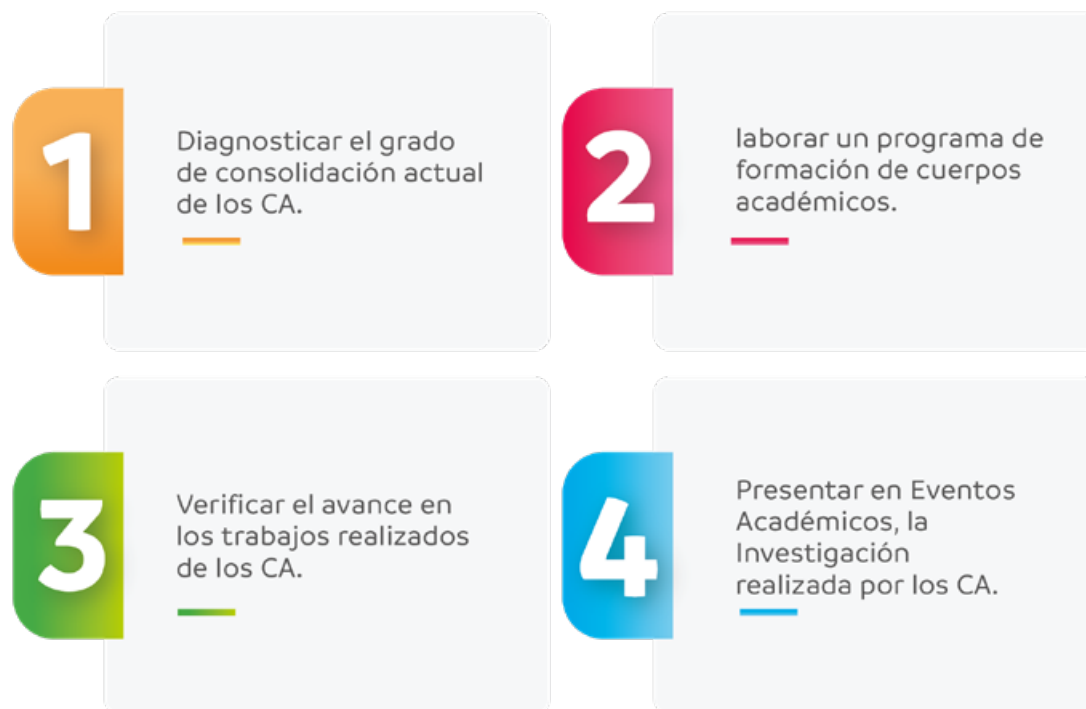 1
Diagnosticar el grado
de consolidación actual
de los CA.
2
laborar un programa de
formación de cuerpos
académicos.
3
Verificar el avance en
los trabajos realizados
de los CA.
4
Presentar en Eventos
Académicos, la
Investigación
realizada por los CA.